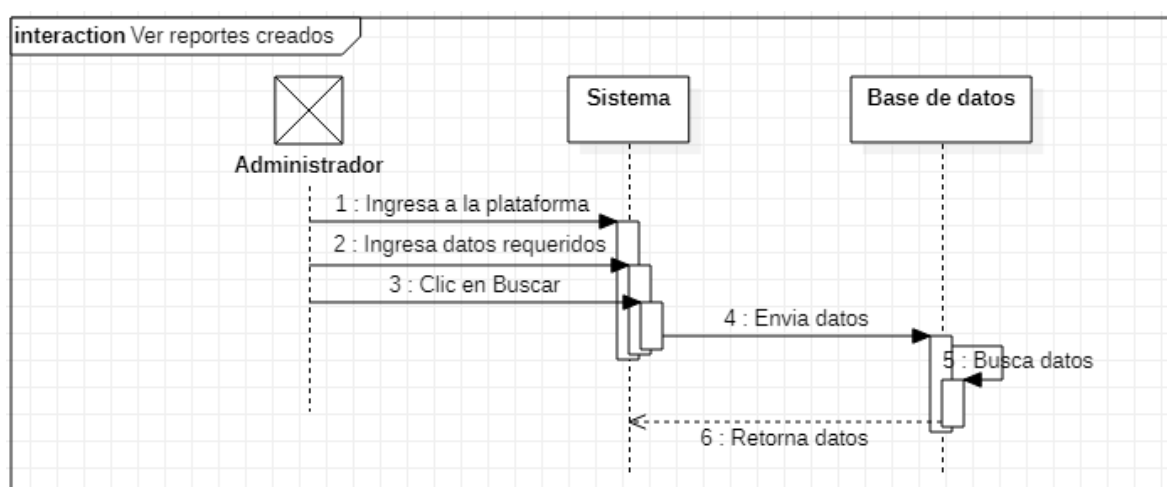 interaction Ver reportes creados
Sistema
Base de datos
Administrador
1 : Ingresa a la plataforma
2 : Ingresa datos requeridos
3 : Clic en Buscar
4 : Envia datos
5 : Busca datos
6 : Retorna datos